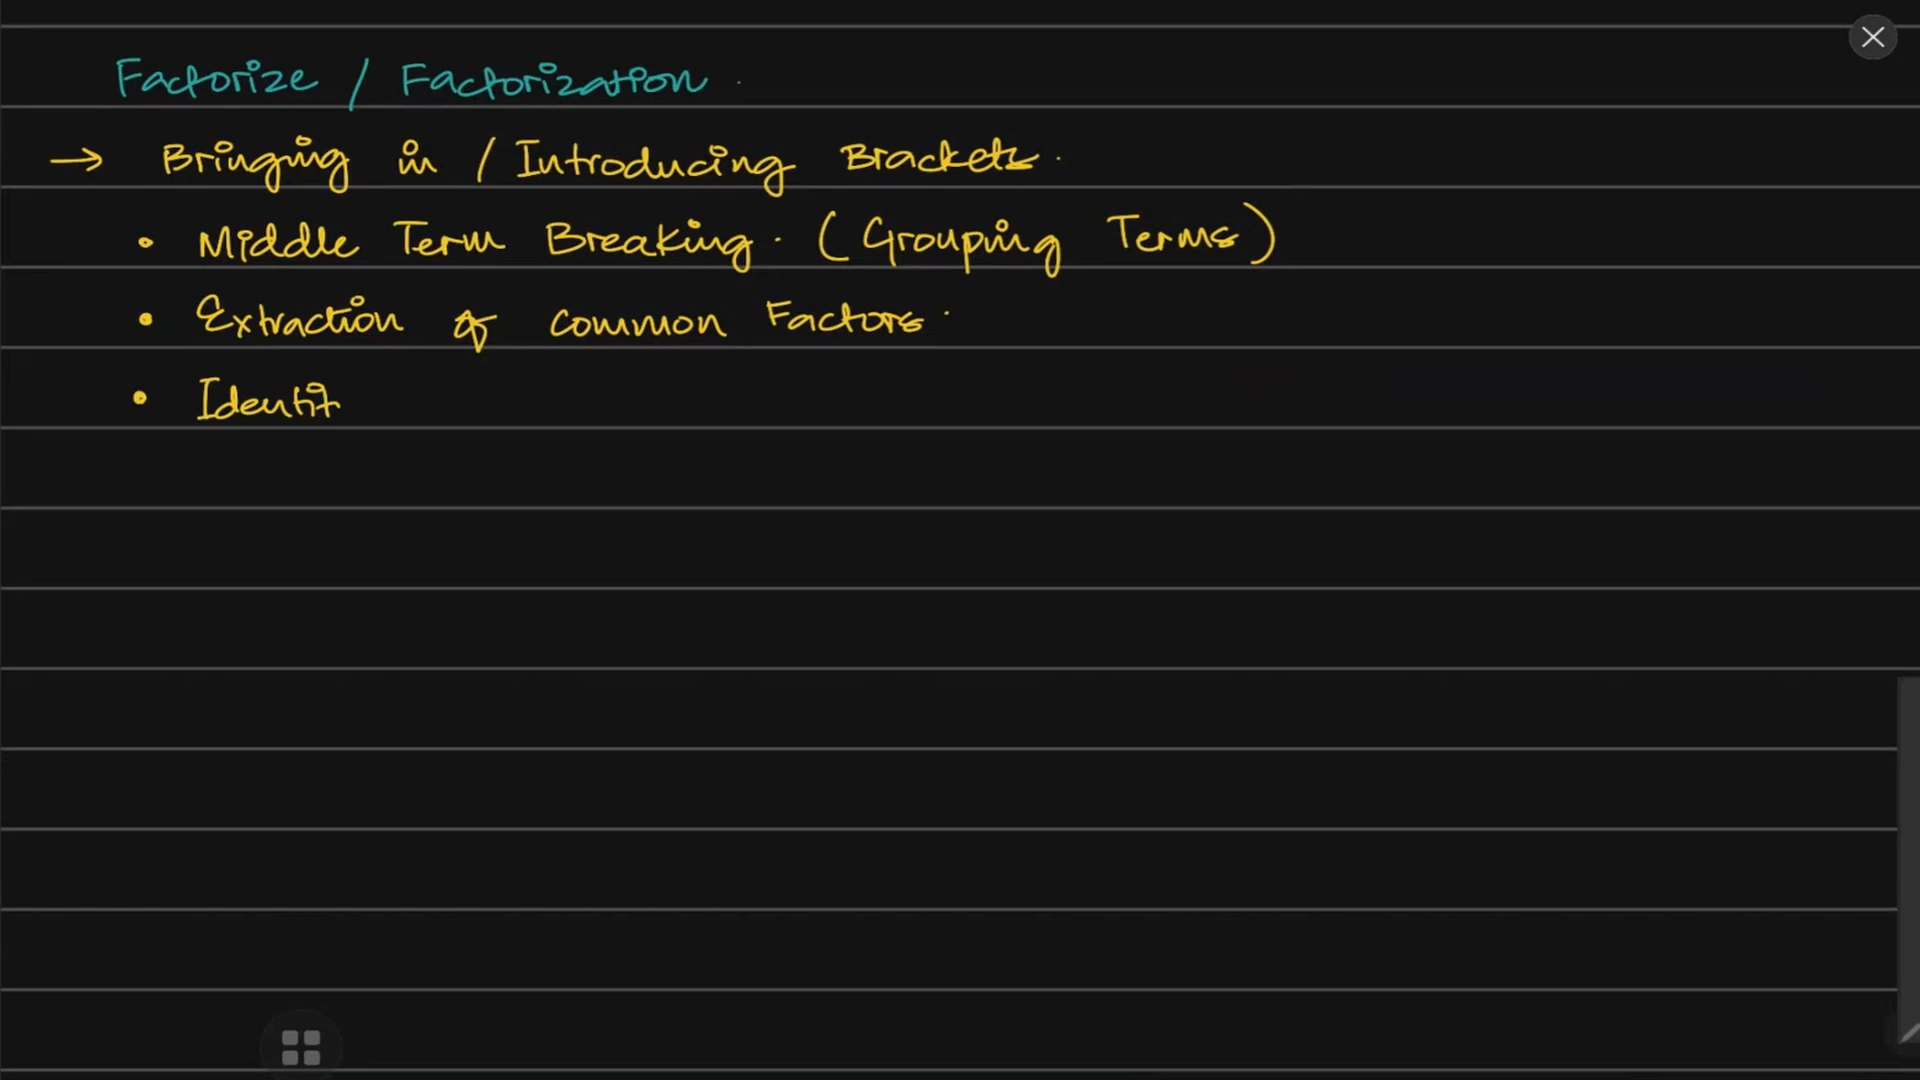 Factorize / Factorization
→ Bringing in / Introducing Brackets.
• Middle Term Breaking. (Grouping Terms)
• Extraction of common Factors.
• Identit